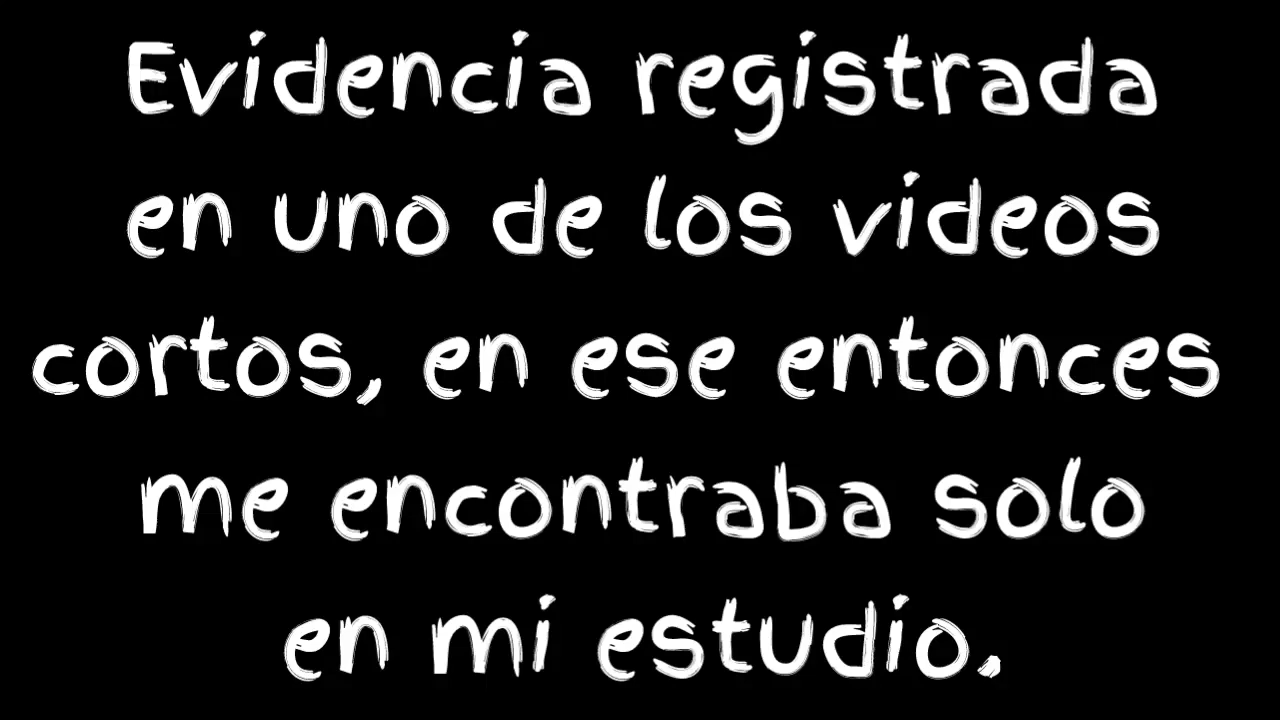 Evidencia registrada
en uno de los videos
cortos, en ese entonces
me encontraba solo
en mi estudio.